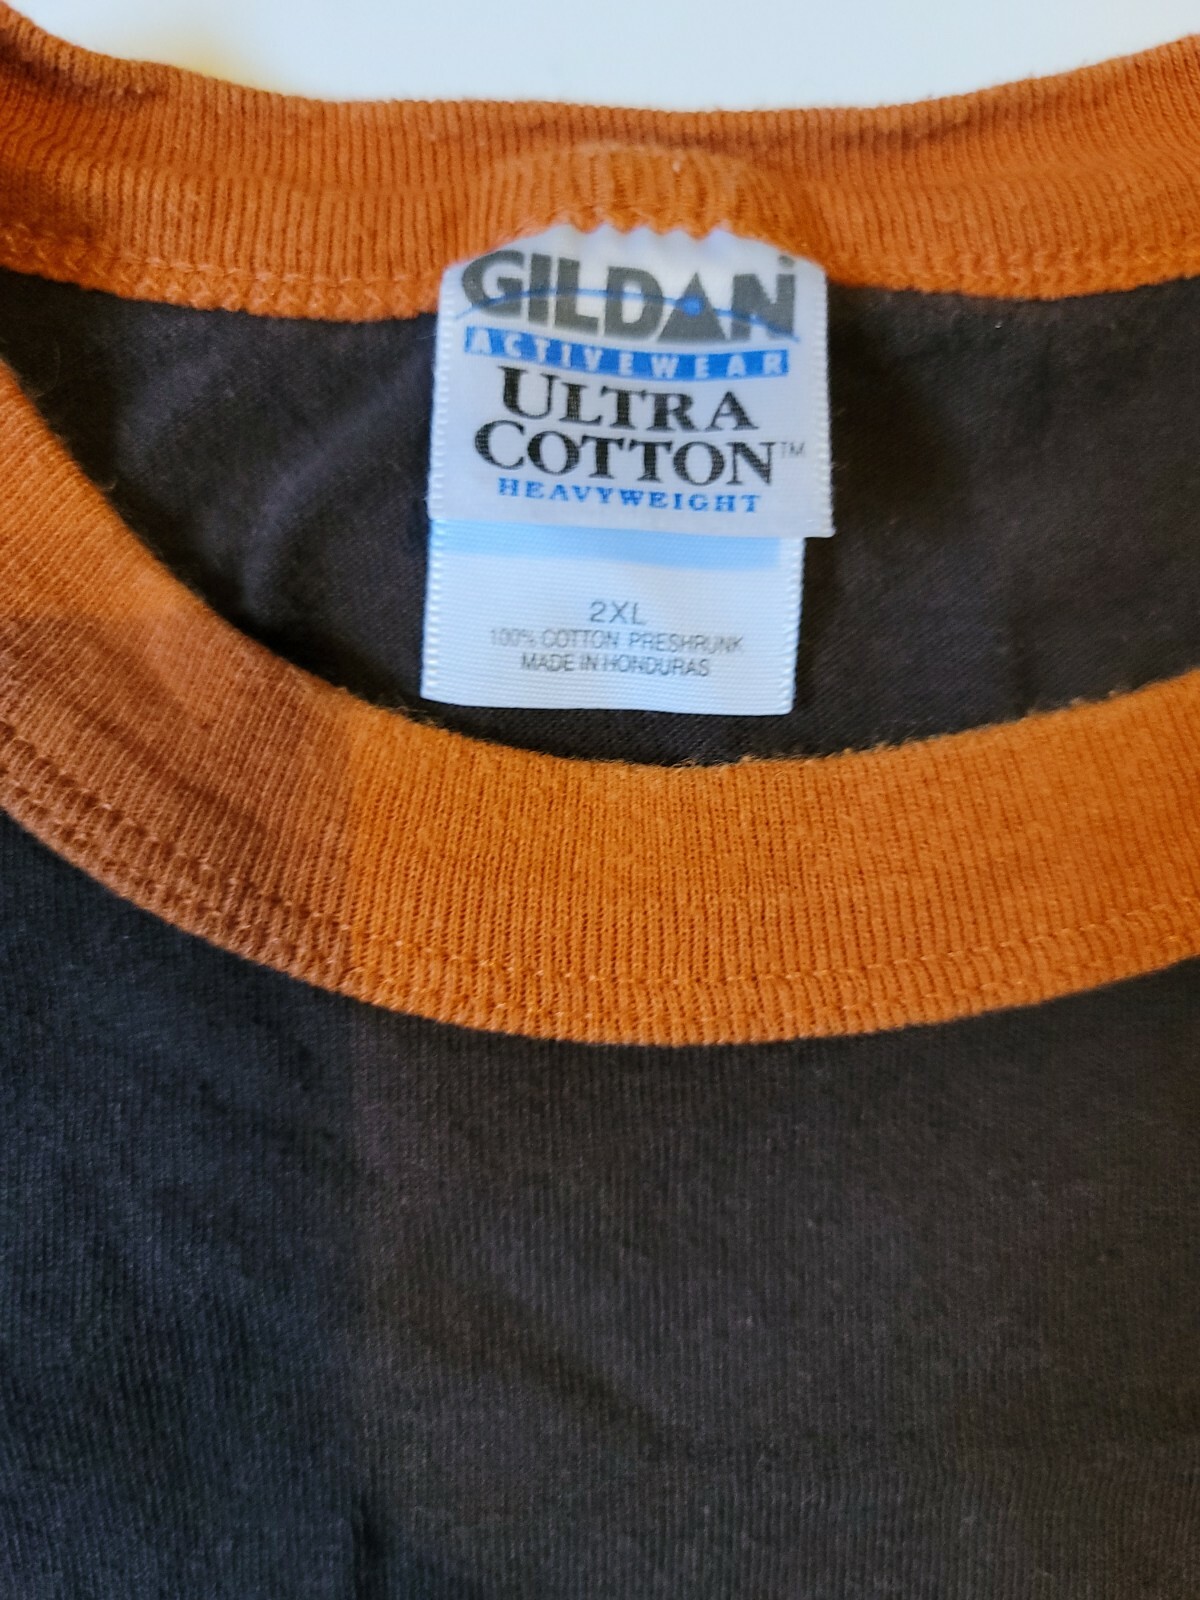 GILDAN
ACTIVEWEAR
ULTRA
COTTON™
HEAVYWEIGHT
2XL
100% COTTON PRESHRUNK
MADE IN HONDURAS